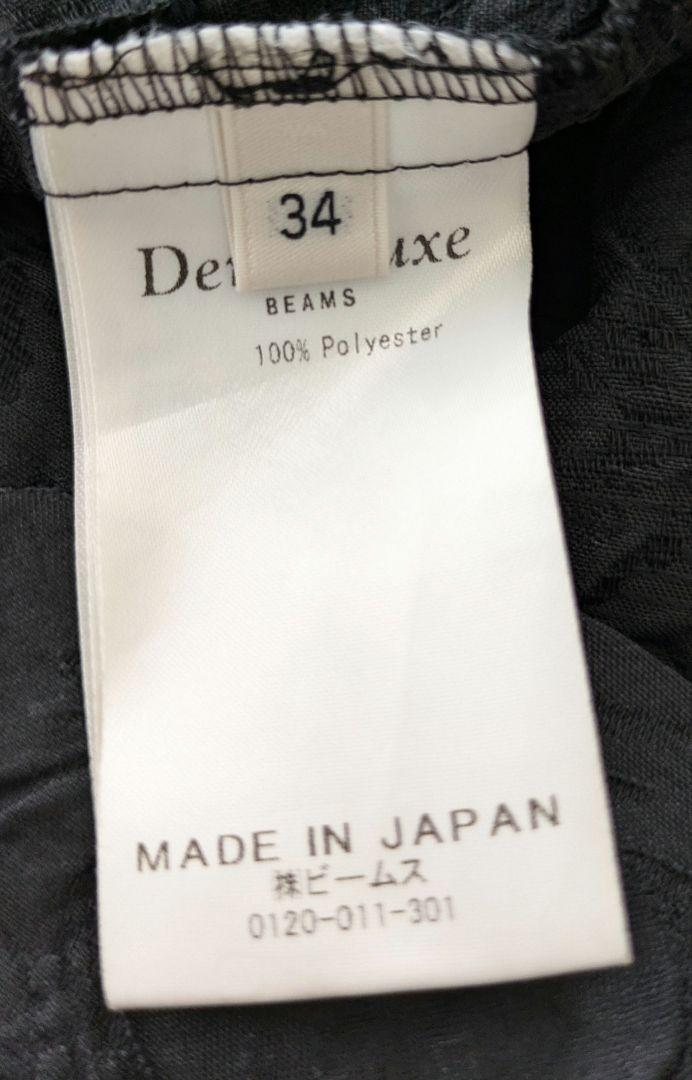 34
BEAMS
100% Polyester
MADE IN JAPAN
㈱ビームス
0120-011-301